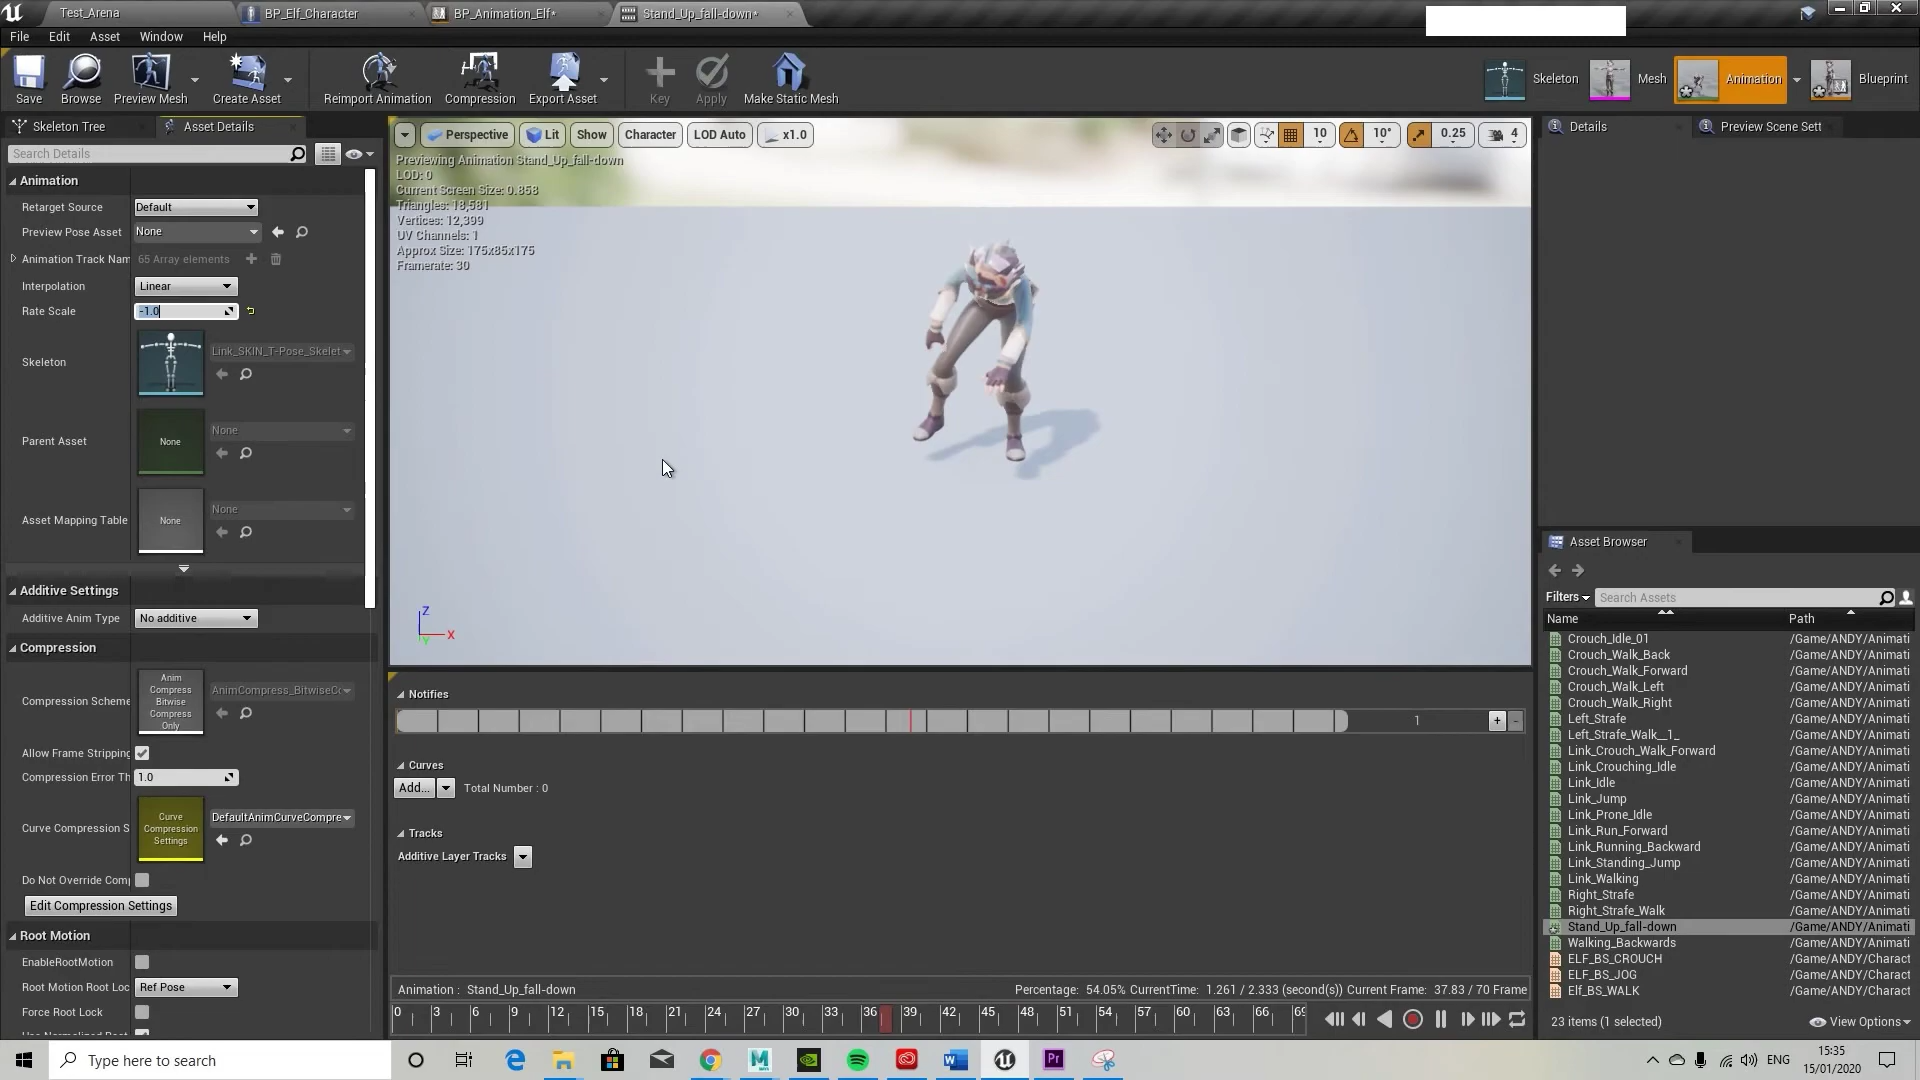 Test_Arena
BP_Elf_Character
BP_Animation_Elf*
Stand_Up_fall-down*
File Edit Asset Window Help
Save
Browse
Preview Mesh
Create Asset
Reimport Animation
Compression
Export Asset
Key
Apply
Make Static Mesh
Skeleton
Mesh
Animation
Blueprint
Skeleton Tree
Asset Details
Search Details
Animation
Retarget Source Default
Preview Pose Asset None
Animation Track Nam 65 Array elements
Interpolation Linear
Rate Scale -1.0
Skeleton Link_SKIN_T-Pose_Skelet
Parent Asset None None
Asset Mapping Table None None
Additive Settings
Additive Anim Type No additive
Compression
Compression Scheme
Anim
Compress
Bitwise
Compress
Only
AnimCompress_BitwiseCo
Allow Frame Stripping
Compression Error Th 1.0
Curve Compression S
Curve
Compression
Settings
DefaultAnimCurveCompre
Do Not Override Comp
Edit Compression Settings
Root Motion
EnableRootMotion
Root Motion Root Loc Ref Pose
Force Root Lock
Perspective Lit Show Character LOD Auto x1.0
10 10° 0.25 4
Previewing Animation Stand_Up_fall-down
LOD: 0
Current Screen Size: 0.858
Triangles: 18,581
Vertices: 12,399
UV Channels: 1
Approx Size: 175x85x175
Framerate: 30
Z
X
Y
Notifies
1
Curves
Add... Total Number : 0
Tracks
Additive Layer Tracks
Animation : Stand_Up_fall-down
Percentage: 54.05% CurrentTime: 1.261 / 2.333 (second(s)) Current Frame: 37.83 / 70 Frame
0 3 6 9 12 15 18 21 24 27 30 33 36 39 42 45 48 51 54 57 60 63 66 69
Details
Preview Scene Sett
Asset Browser
Filters
Search Assets
Name Path
Crouch_Idle_01 /Game/ANDY/Animati
Crouch_Walk_Back /Game/ANDY/Animati
Crouch_Walk_Forward /Game/ANDY/Animati
Crouch_Walk_Left /Game/ANDY/Animati
Crouch_Walk_Right /Game/ANDY/Animati
Left_Strafe /Game/ANDY/Animati
Left_Strafe_Walk__1_ /Game/ANDY/Animati
Link_Crouch_Walk_Forward /Game/ANDY/Animati
Link_Crouching_Idle /Game/ANDY/Animati
Link_Idle /Game/ANDY/Animati
Link_Jump /Game/ANDY/Animati
Link_Prone_Idle /Game/ANDY/Animati
Link_Run_Forward /Game/ANDY/Animati
Link_Running_Backward /Game/ANDY/Animati
Link_Standing_Jump /Game/ANDY/Animati
Link_Walking /Game/ANDY/Animati
Right_Strafe /Game/ANDY/Animati
Right_Strafe_Walk /Game/ANDY/Animati
Stand_Up_fall-down /Game/ANDY/Animati
Walking_Backwards /Game/ANDY/Animati
ELF_BS_CROUCH /Game/ANDY/Charact
ELF_BS_JOG /Game/ANDY/Charact
Elf_BS_WALK /Game/ANDY/Charact
23 items (1 selected)
View Options
Type here to search
ENG
15:35
15/01/2020